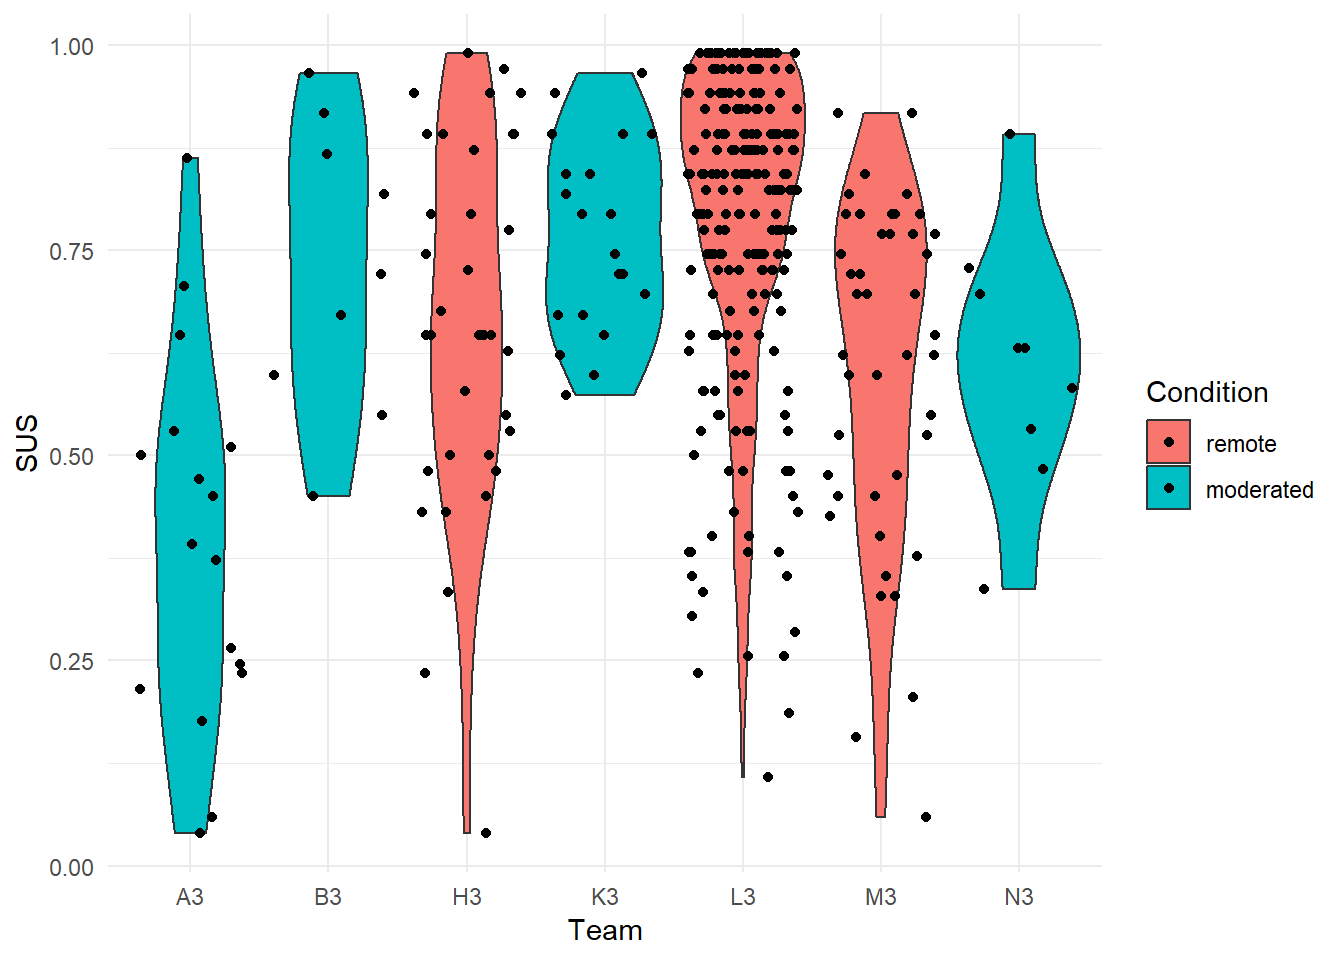 1.00
0.75
0.50
0.25
0.00
SUS
A3 B3 H3 K3 L3 M3 N3
Team
Condition
remote
moderated